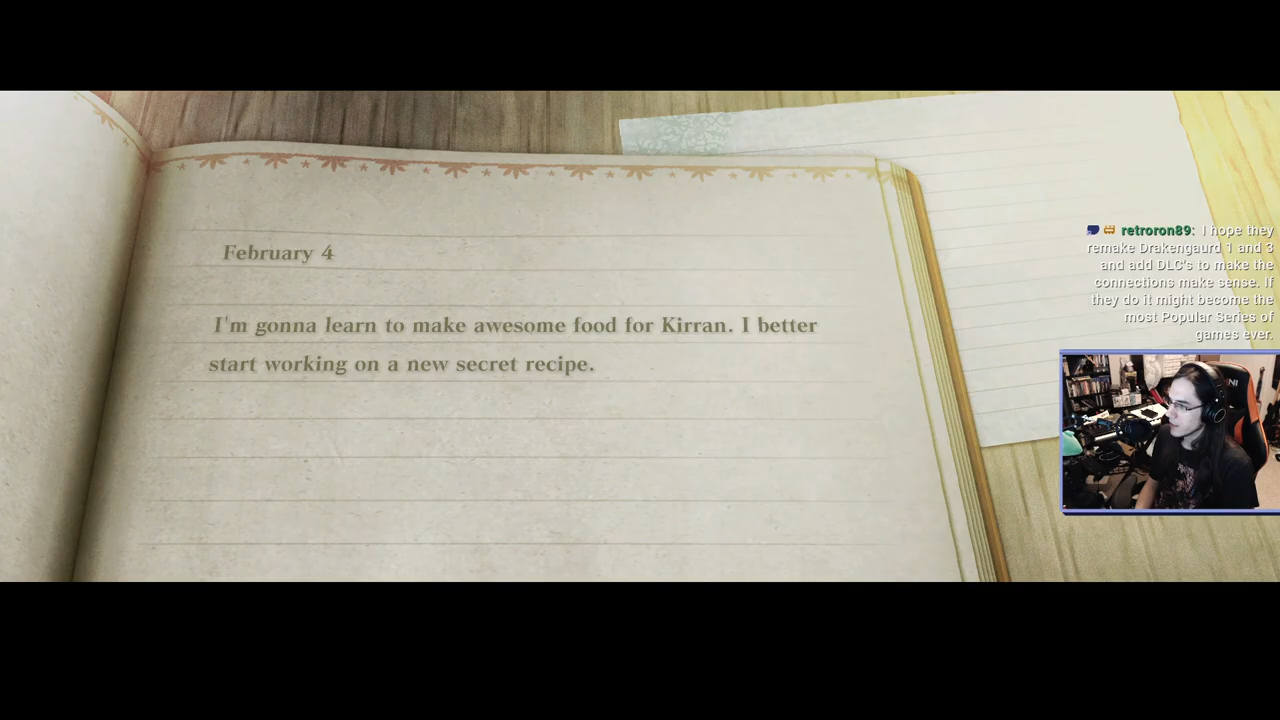 February 4
I'm gonna learn to make awesome food for Kirran. I better
start working on a new secret recipe.
retroron89: I hope they
remake Drakengaurd 1 and 3
and add DLC's to make the
connections make sense. If
they do it might become the
most Popular Series of
games ever.